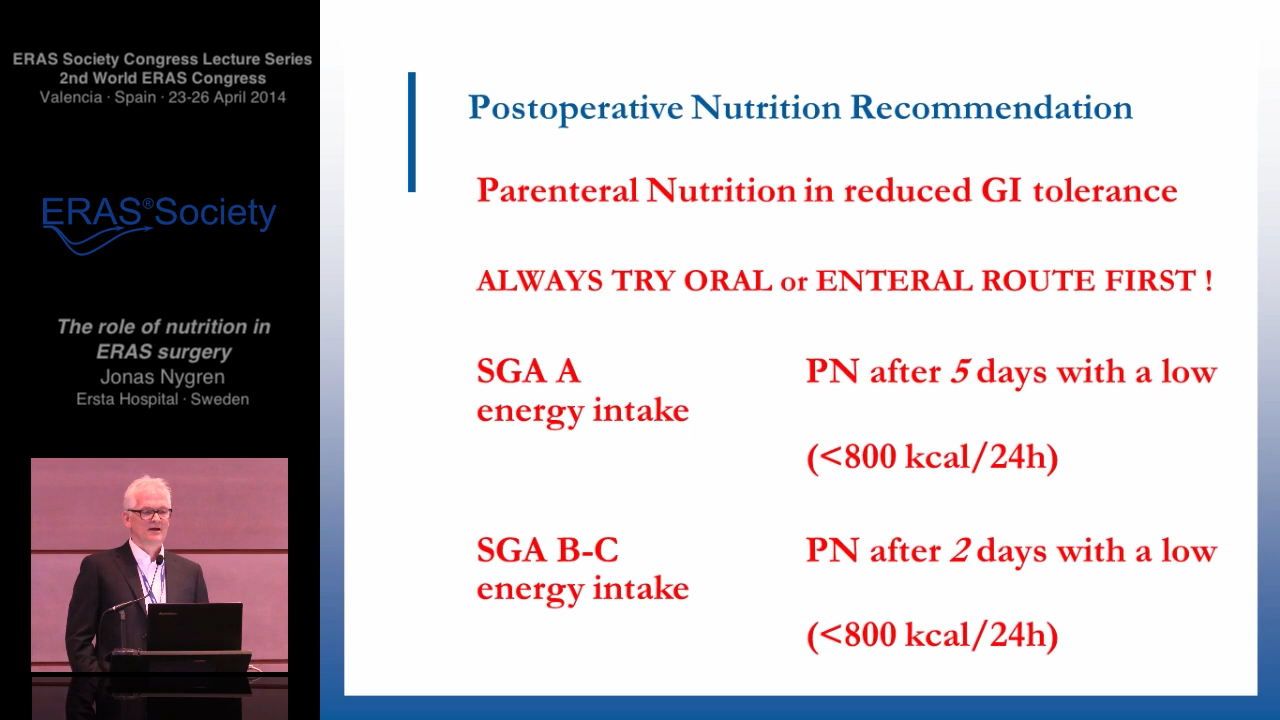 ERAS Society Congress Lecture Series
2nd World ERAS Congress
Valencia · Spain · 23-26 April 2014
ERAS®Society
The role of nutrition in
ERAS surgery
Jonas Nygren
Ersta Hospital · Sweden
Postoperative Nutrition Recommendation
Parenteral Nutrition in reduced GI tolerance
ALWAYS TRY ORAL or ENTERAL ROUTE FIRST !
SGA A PN after 5 days with a low
energy intake
(<800 kcal/24h)
SGA B-C PN after 2 days with a low
energy intake
(<800 kcal/24h)